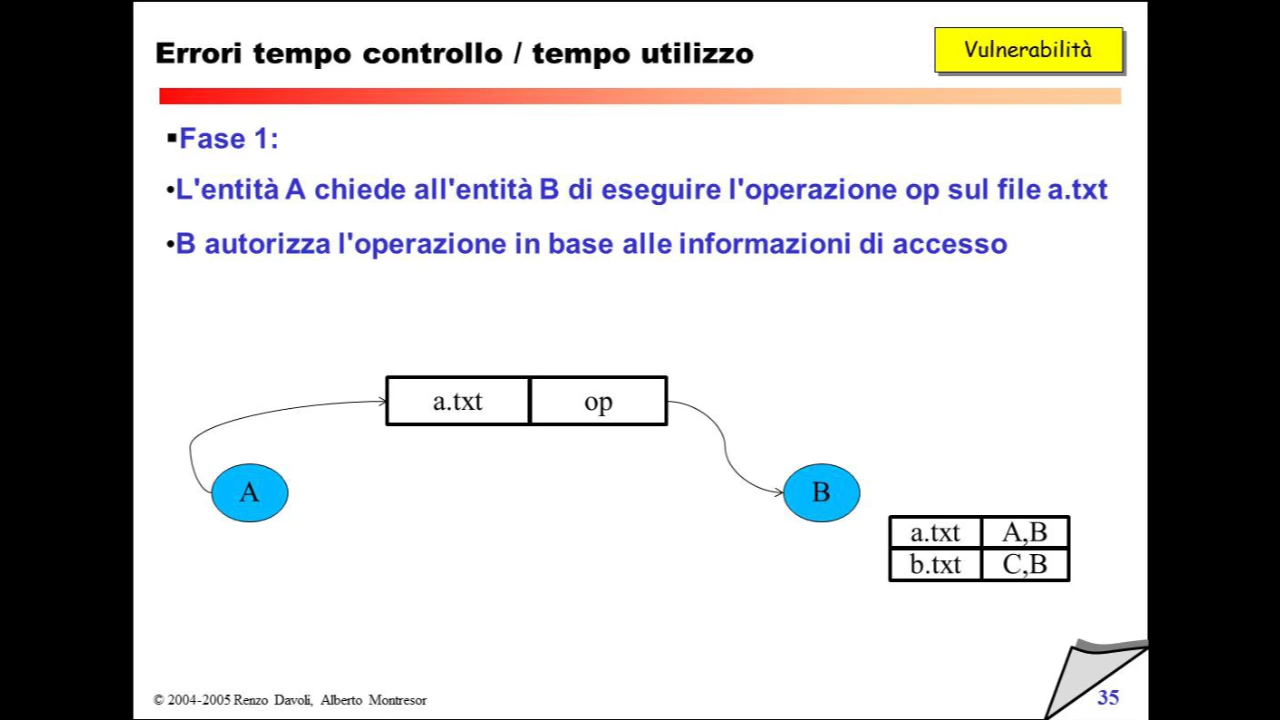 Errori tempo controllo / tempo utilizzo
Vulnerabilità
▪Fase 1:
•L'entità A chiede all'entità B di eseguire l'operazione op sul file a.txt
•B autorizza l'operazione in base alle informazioni di accesso
a.txt op
A
B
a.txt A,B
b.txt C,B
© 2004-2005 Renzo Davoli, Alberto Montresor
35